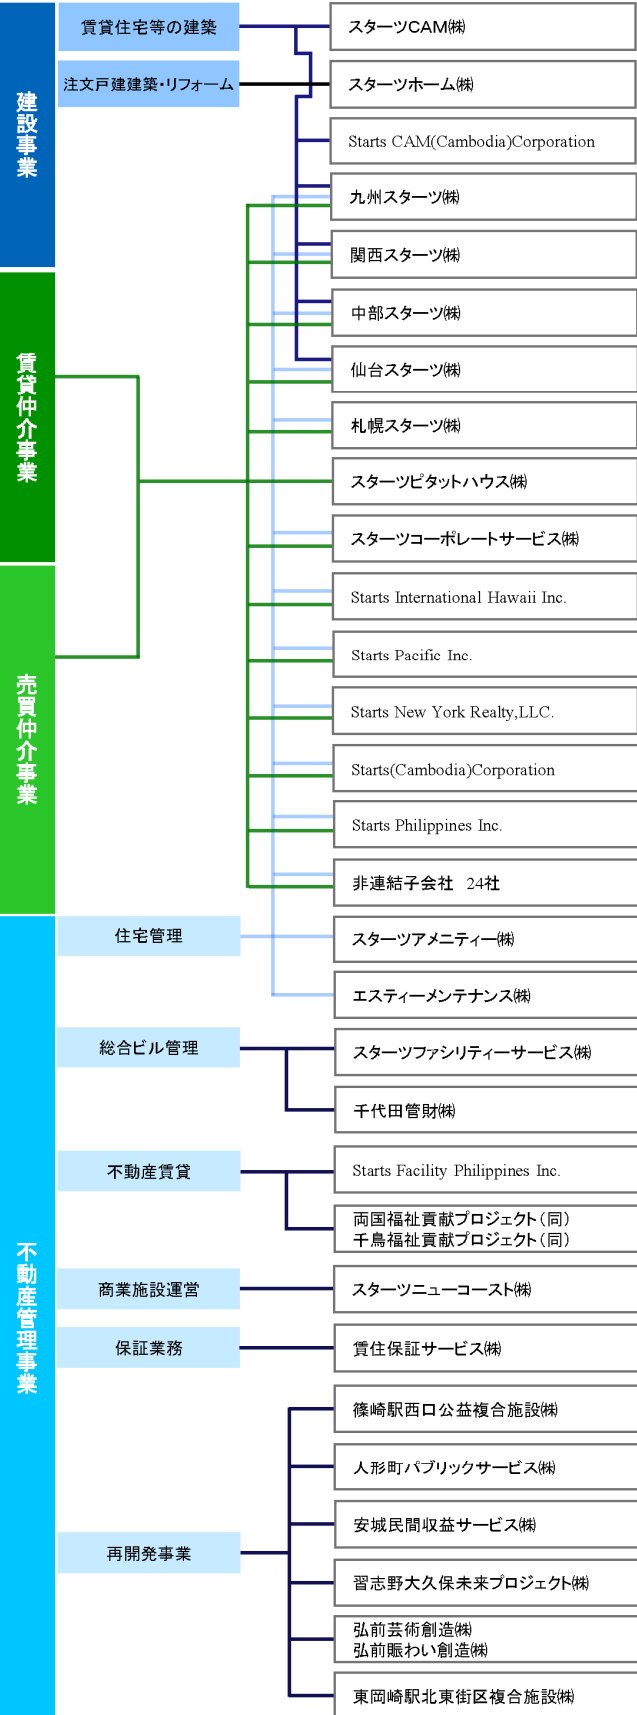 建設事業
賃貸住宅等の建築
スターツCAM㈱
注文戸建建築・リフォーム
スターツホーム㈱
Starts CAM(Cambodia)Corporation
九州スターツ㈱
関西スターツ㈱
賃貸仲介事業
中部スターツ㈱
仙台スターツ㈱
札幌スターツ㈱
スターツピタットハウス㈱
スターツコーポレートサービス㈱
売買仲介事業
Starts International Hawaii Inc.
Starts Pacific Inc.
Starts New York Realty,LLC.
Starts(Cambodia)Corporation
Starts Philippines Inc.
非連結子会社 24社
不動産管理事業
住宅管理
スターツアメニティー㈱
エスティーメンテナンス㈱
総合ビル管理
スターツファシリティーサービス㈱
千代田管財㈱
不動産賃貸
Starts Facility Philippines Inc.
両国福祉貢献プロジェクト（同）
千鳥福祉貢献プロジェクト（同）
商業施設運営
スターツニューコースト㈱
保証業務
賃住保証サービス㈱
再開発事業
篠崎駅西口公益複合施設㈱
人形町パブリックサービス㈱
安城民間収益サービス㈱
習志野大久保未来プロジェクト㈱
弘前芸術創造㈱
弘前賑わい創造㈱
東岡崎駅北東街区複合施設㈱